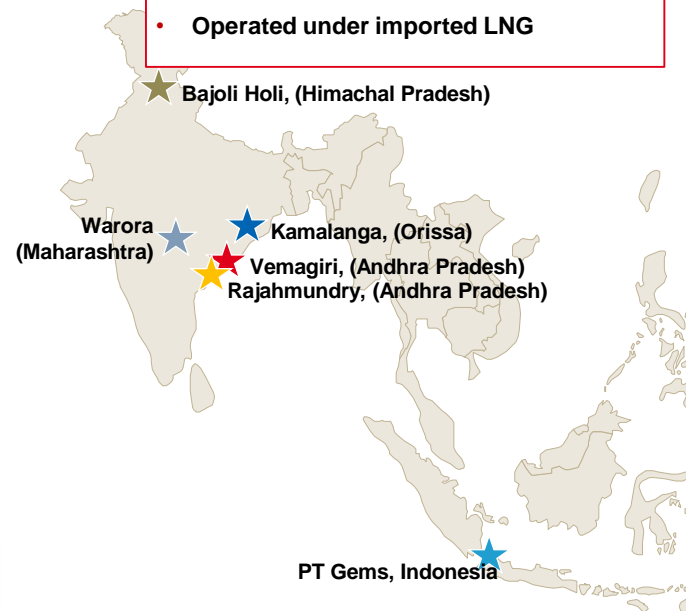 • Operated under imported LNG
Bajoli Holi, (Himachal Pradesh)
Warora
(Maharashtra)
Kamalanga, (Orissa)
Vemagiri, (Andhra Pradesh)
Rajahmundry, (Andhra Pradesh)
PT Gems, Indonesia